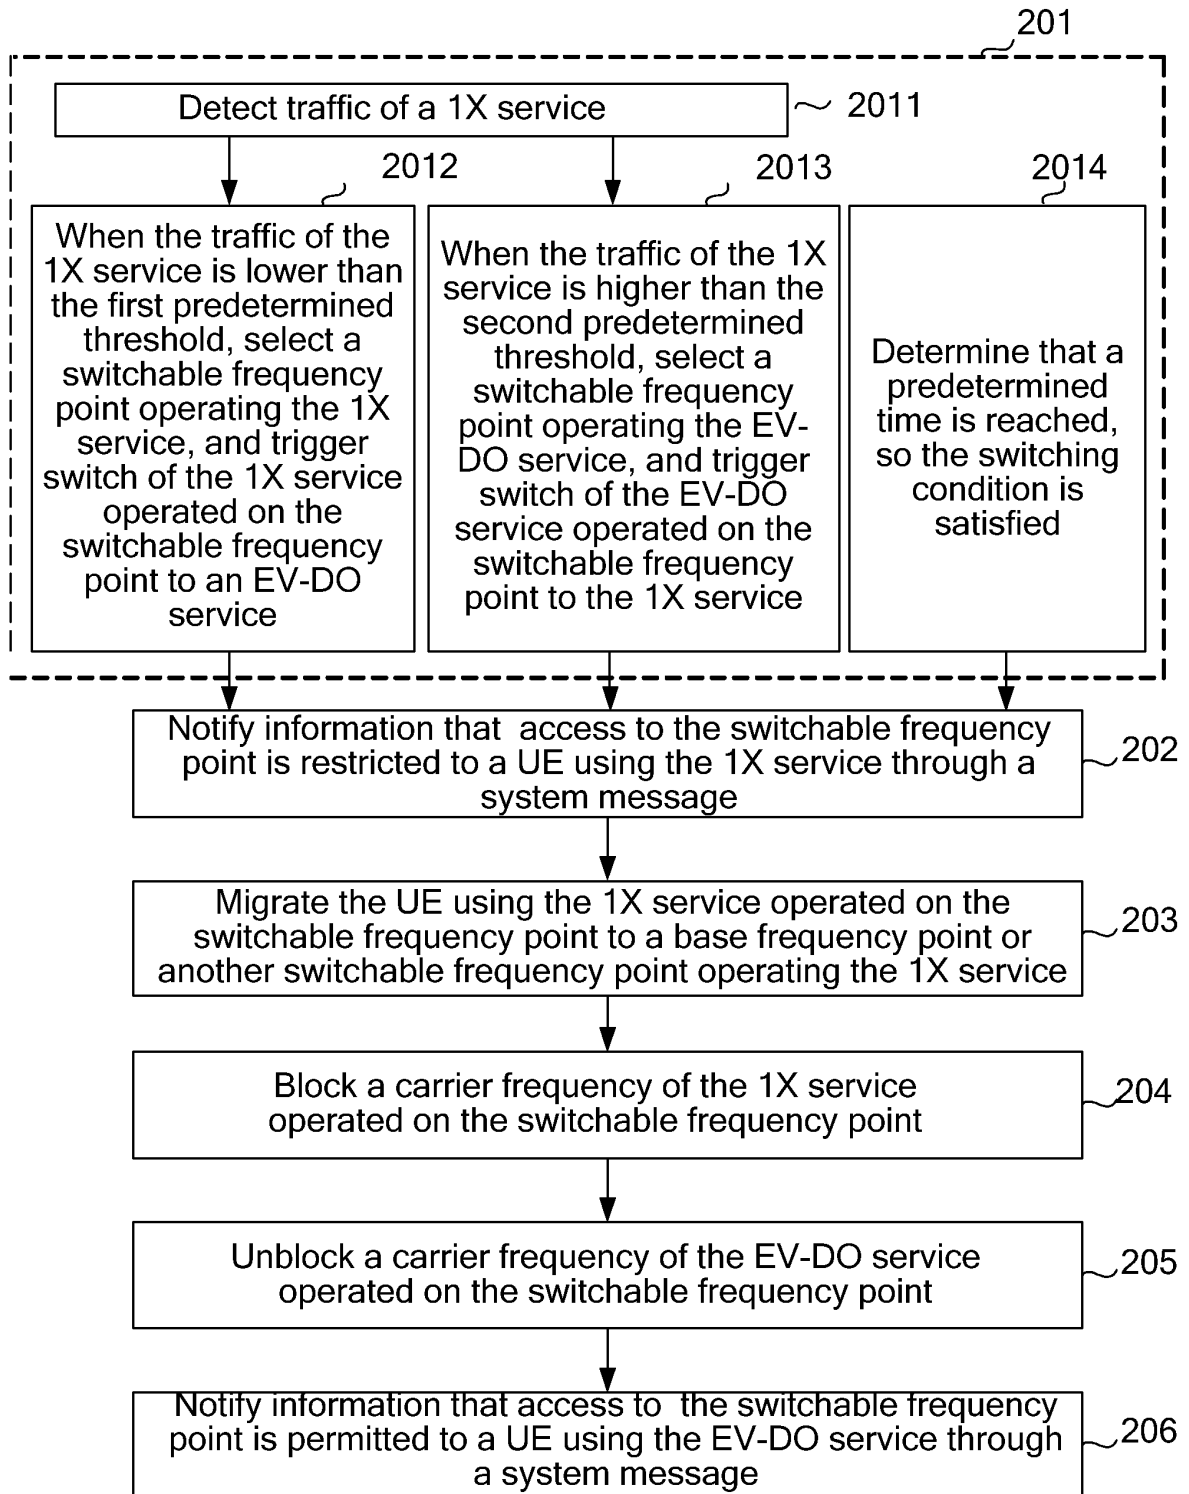 201
Detect traffic of a 1X service
2011
2012
2013
2014
When the traffic of the
1X service is lower than
the first predetermined
threshold, select a
switchable frequency
point operating the 1X
service, and trigger
switch of the 1X service
operated on the
switchable frequency
point to an EV-DO
service
When the traffic of the 1X
service is higher than the
second predetermined
threshold, select a
switchable frequency
point operating the EV-
DO service, and trigger
switch of the EV-DO
service operated on the
switchable frequency
point to the 1X service
Determine that a
predetermined
time is reached,
so the switching
condition is
satisfied
Notify information that access to the switchable frequency
point is restricted to a UE using the 1X service through a
system message
202
Migrate the UE using the 1X service operated on the
switchable frequency point to a base frequency point or
another switchable frequency point operating the 1X service
203
Block a carrier frequency of the 1X service
operated on the switchable frequency point
204
Unblock a carrier frequency of the EV-DO service
operated on the switchable frequency point
205
Notify information that access to the switchable frequency
point is permitted to a UE using the EV-DO service through
a system message
206